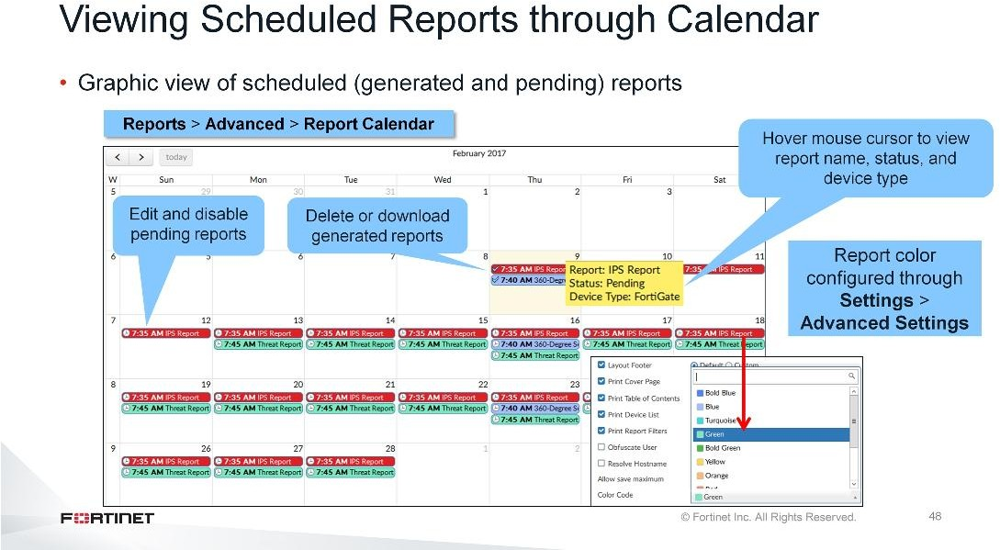 Viewing Scheduled Reports through Calendar
• Graphic view of scheduled (generated and pending) reports
Reports > Advanced > Report Calendar
Hover mouse cursor to view
report name, status, and
device type
< > today
February 2017
W Sun Mon Tue Wed Thu Fri Sat
5 29 30 31 1 2 3
Edit and disable
pending reports
Delete or download
generated reports
6 5 6 7 8 9 10 11
7:35 AM IPS Repor
7:35 AM IPS Report
7:40 AM 360-Degr
Report: IPS Report
Status: Pending
Device Type: FortiGate
Report color
configured through
Settings >
Advanced Settings
7 12 13 14 15 16 17 18
7:35 AM IPS Report 7:35 AM IPS Report 7:35 AM IPS Report 7:35 AM IPS Report 7:35 AM IPS Report 7:35 AM IPS Report 7:35 AM IPS Report
7:45 AM Threat Report 7:45 AM Threat Report 7:45 AM Threat Report 7:40 AM 360-Degree S 7:45 AM Threat Report 7:45 AM Threat Report
7:45 AM Threat Report
8 19 20 21 22 23
7:35 AM IPS Report 7:35 AM IPS Report 7:35 AM IPS Report 7:35 AM IPS Report 7:35 AM IPS Report
7:45 AM Threat Report 7:45 AM Threat Report 7:45 AM Threat Report 7:45 AM Threat Report 7:40 AM 360-Degree S
7:45 AM Threat Report
9 26 27 28 1 2
7:35 AM IPS Report 7:35 AM IPS Report 7:35 AM IPS Report
7:45 AM Threat Report 7:45 AM Threat Report 7:45 AM Threat Report
Layout Footer
Print Cover Page
Print Table of Contents
Print Device List
Print Report Filters
Obfuscate User
Resolve Hostname
Allow save maximum
Color Code
Default Custom
Bold Blue
Blue
Turquoise
Green
Bold Green
Yellow
Orange
Green
FORTINET
© Fortinet Inc. All Rights Reserved.
48